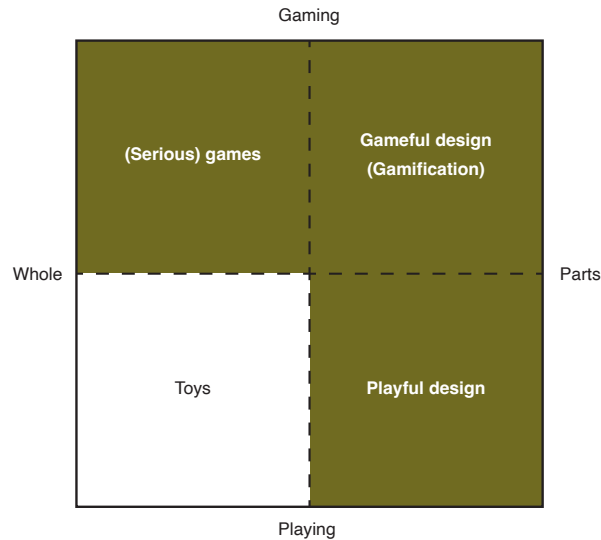 Gaming
(Serious) games
Gameful design
(Gamification)
Whole
Parts
Toys
Playful design
Playing